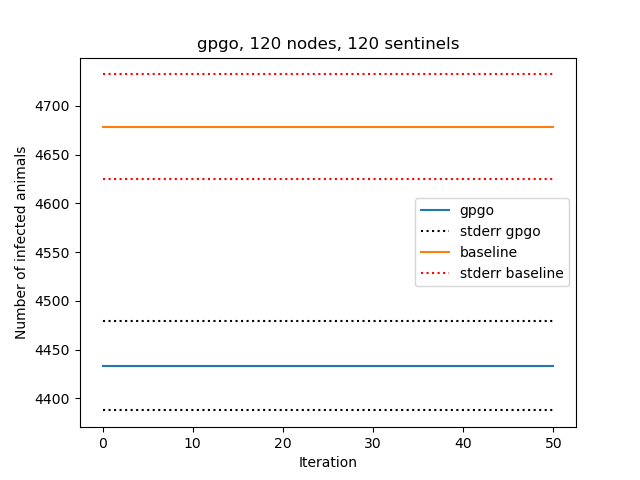 gpgo, 120 nodes, 120 sentinels
Number of infected animals
4700
4650
4600
4550
4500
4450
4400
gpgo
stderr gpgo
baseline
stderr baseline
0 10 20 30 40 50
Iteration